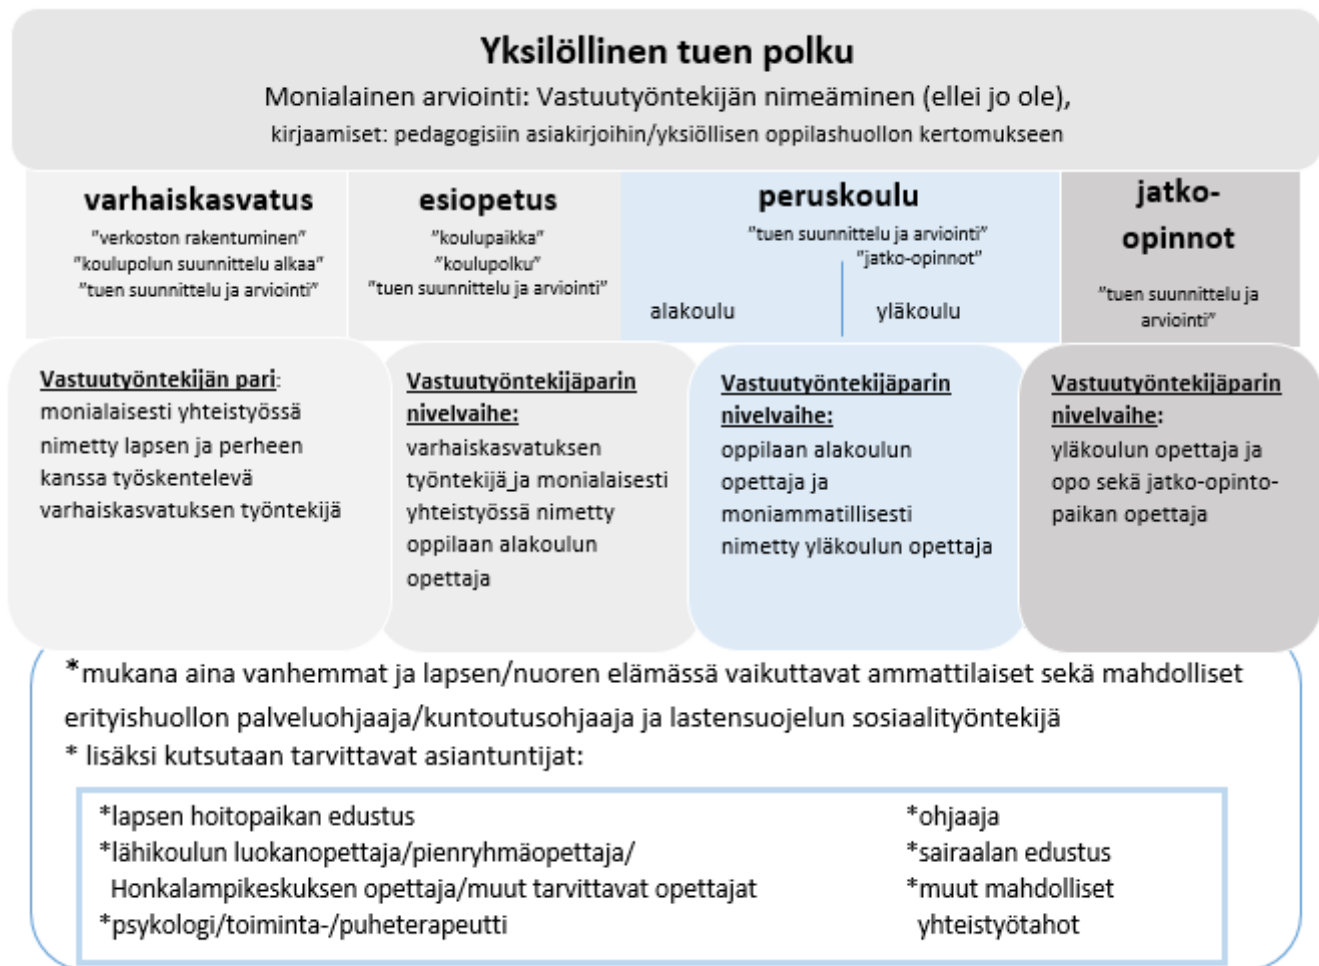 Yksilöllinen tuen polku
Monialainen arviointi: Vastuutyöntekijän nimeäminen (ellei jo ole),
kirjaamiset: pedagogisiin asiakirjoihin/yksiöllisen oppilashuollon kertomukseen
varhaiskasvatus
"verkoston rakentuminen"
"koulupolun suunnittelu alkaa"
"tuen suunnittelu ja arviointi"
esiopetus
"koulupaikka"
"koulupolku"
"tuen suunnittelu ja arviointi"
peruskoulu
"tuen suunnittelu ja arviointi"
"jatko-opinnot"
alakoulu
yläkoulu
jatko-
opinnot
"tuen suunnittelu ja
arviointi"
Vastuutyöntekijän pari:
monialaisesti yhteistyössä
nimetty lapsen ja perheen
kanssa työskentelevä
varhaiskasvatuksen työntekijä
Vastuutyöntekijäparin
nivelvaihe:
varhaiskasvatuksen
työntekijä ja monialaisesti
yhteistyössä nimetty
oppilaan alakoulun
opettaja
Vastuutyöntekijäparin
nivelvaihe:
oppilaan alakoulun
opettaja ja
moniammatillisesti
nimetty yläkoulun opettaja
Vastuutyöntekijäparin
nivelvaihe:
yläkoulun opettaja ja
opo sekä jatko-opinto-
paikan opettaja
*mukana aina vanhemmat ja lapsen/nuoren elämässä vaikuttavat ammattilaiset sekä mahdolliset
erityishuollon palveluohjaaja/kuntoutusohjaaja ja lastensuojelun sosiaalityöntekijä
* lisäksi kutsutaan tarvittavat asiantuntijat:
*lapsen hoitopaikan edustus
*lähikoulun luokanopettaja/pienryhmäopettaja/
Honkalampikeskuksen opettaja/muut tarvittavat opettajat
*psykologi/toiminta-/puheterapeutti
*ohjaaja
*sairaalan edustus
*muut mahdolliset
yhteistyötahot